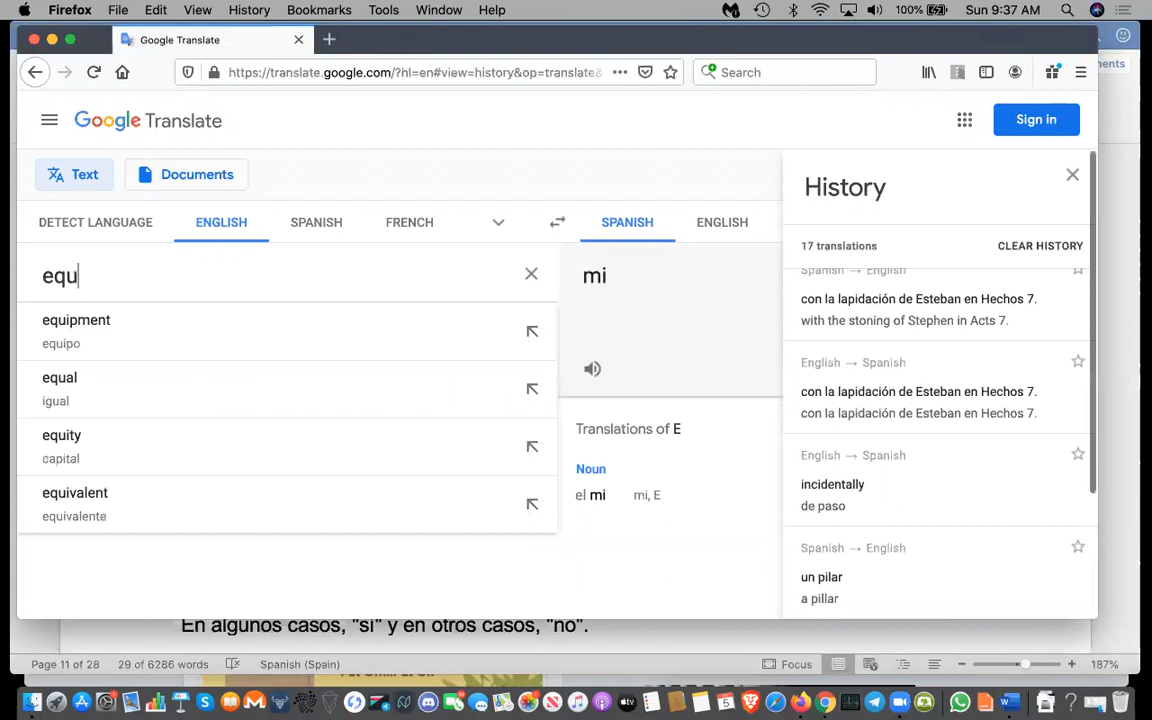 Firefox File Edit View History Bookmarks Tools Window Help 100% Sun 9:37 AM
Google Translate
https://translate.google.com/?hl=en#view=history&op=translate& Search
ments
Google Translate Sign in
Text Documents
DETECT LANGUAGE ENGLISH SPANISH FRENCH SPANISH ENGLISH
equ
equipment
equipo
equal
igual
equity
capital
equivalent
equivalente
mi
Translations of E
Noun
el mi mi, E
History
17 translations CLEAR HISTORY
Spanish → English
con la lapidación de Esteban en Hechos 7.
with the stoning of Stephen in Acts 7.
English → Spanish
con la lapidación de Esteban en Hechos 7.
con la lapidación de Esteban en Hechos 7.
English → Spanish
incidentally
de paso
Spanish → English
un pilar
a pillar
En algunos casos, "sí" y en otros casos, "no".
Page 11 of 28 29 of 6286 words Spanish (Spain) Focus 187%